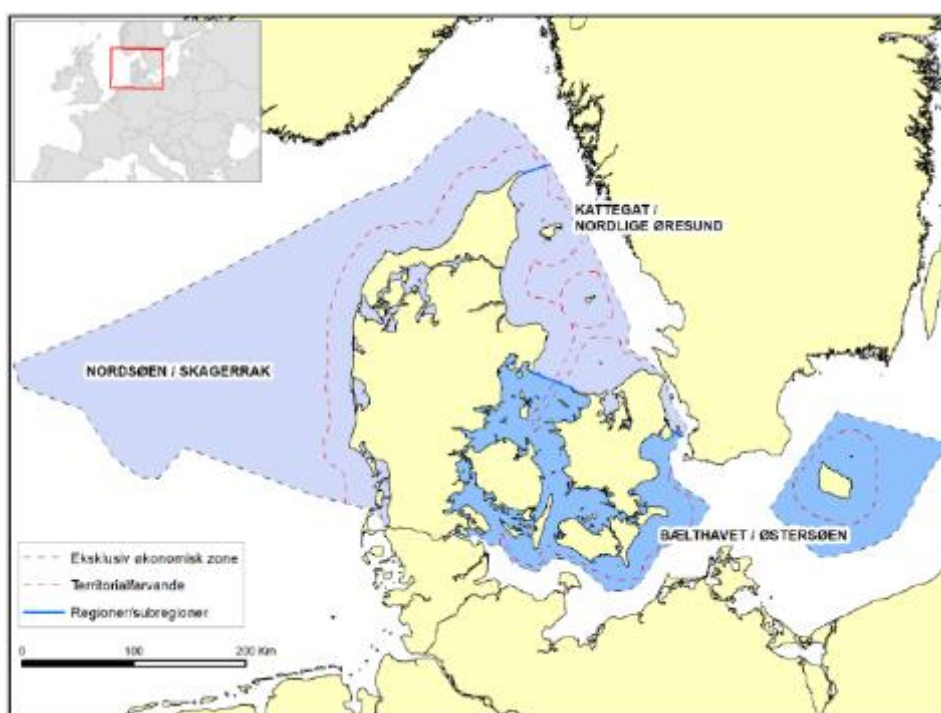 KATTEGAT /
NORDLIGE ØRESUND
NORDSØEN / SKAGERRAK
BÆLTHAVET / ØSTERSØEN
Eksklusiv økonomisk zone
Territorialfarvande
Regioner/subregioner
0 100 200 Km